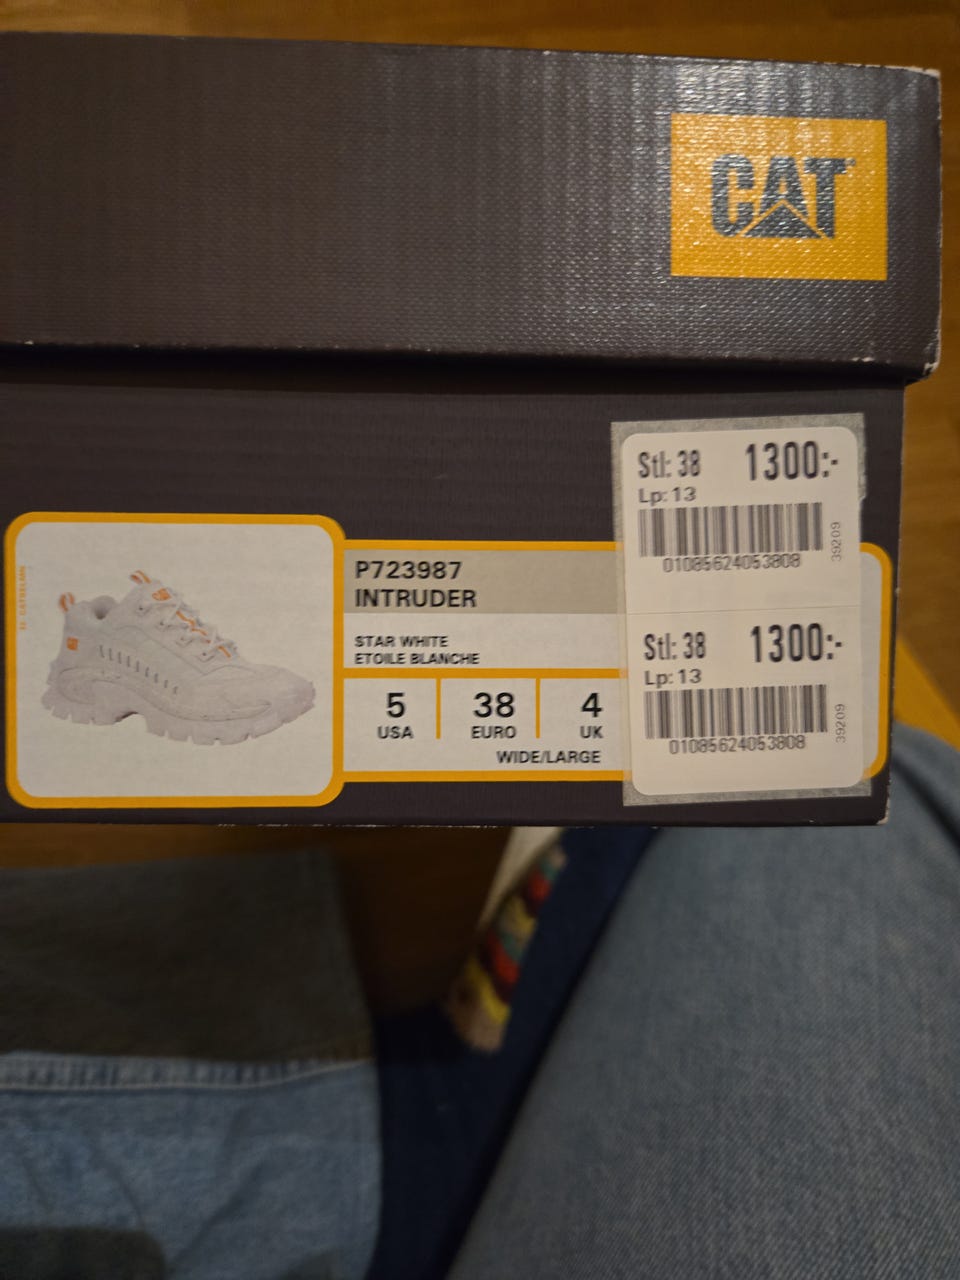 CAT
Stl: 38 1300:-
Lp: 13
39209
01085624053808
Stl: 38 1300:-
Lp: 13
39209
01085624053808
P723987
INTRUDER
STAR WHITE
ETOILE BLANCHE
5 38 4
USA EURO UK
WIDE/LARGE